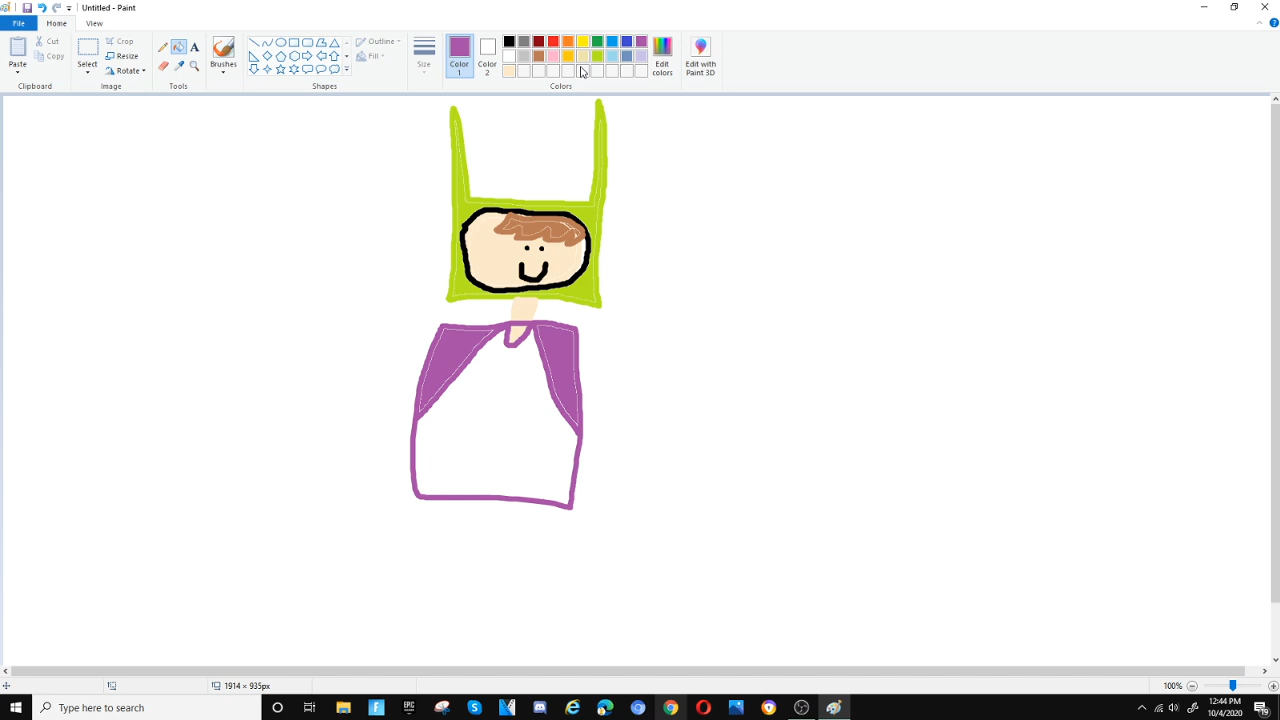 Untitled - Paint
File
Home
View
Paste
Cut
Copy
Clipboard
Select
Crop
Resize
Rotate
Image
A
Tools
Brushes
Outline
Fill
Shapes
Size
Color
1
Color
2
Edit
colors
Colors
Edit with
Paint 3D
1914 × 935px
100%
Type here to search
EPIC
12:44 PM
10/4/2020
19